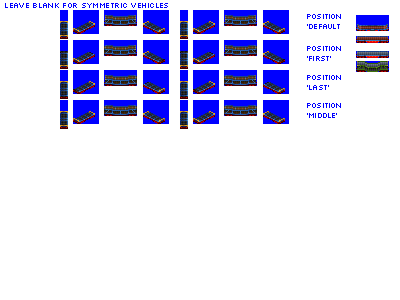 LEAVE BLANK FOR SYMMETRIC VEHICLES
POSITION
'DEFAULT
POSITION
'FIRST'
POSITION
'LAST'
POSITION
'MIDDLE'